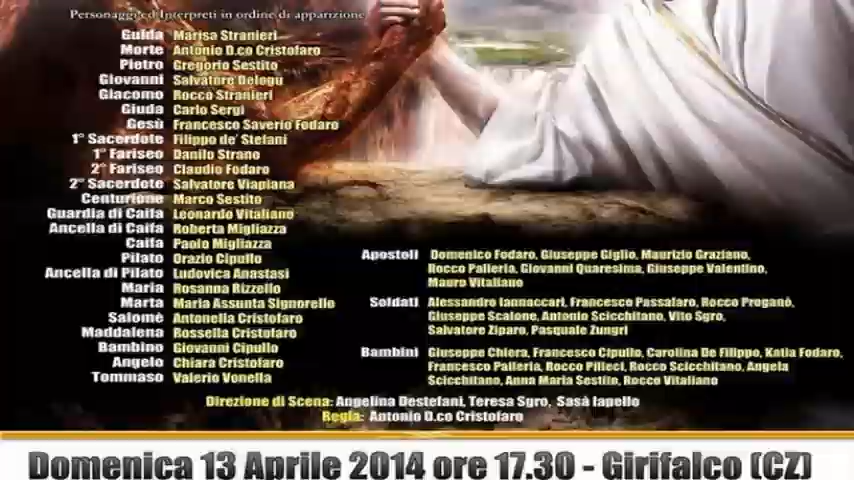 Personaggi ed Interpreti in ordine di apparizione
Guida Marisa Stranieri
Morte Antonio D.co Cristofaro
Pietro Gregorio Sestito
Giovanni Salvatore Delogu
Giacomo Rocco Stranieri
Giuda Carlo Sergi
Gesù Francesco Saverio Fodaro
1° Sacerdote Filippo de' Stefani
1° Fariseo Danilo Strano
2° Fariseo Claudio Fodaro
2° Sacerdote Salvatore Viapiana
Centurione Marco Sestito
Guardia di Caifa Leonardo Vitaliano
Ancella di Caifa Roberta Migliazza
Caifa Paolo Migliazza
Pilato Orazio Cipullo
Ancella di Pilato Ludovica Anastasi
Maria Rosanna Rizzello
Marta Maria Assunta Signorello
Salomè Antonella Cristofaro
Maddalena Rossella Cristofaro
Bambino Giovanni Cipullo
Angelo Chiara Cristofaro
Tommaso Valerio Vonella
Apostoli Domenico Fodaro, Giuseppe Giglio, Maurizio Graziano,
Rocco Palleria, Giovanni Quaresima, Giuseppe Valentino,
Mauro Vitaliano
Soldati Alessandro Iannaccari, Francesco Passafaro, Rocco Proganò,
Giuseppe Scalone, Antonio Scicchitano, Vito Sgro,
Salvatore Ziparo, Pasquale Zungri
Bambini Giuseppe Chiera, Francesco Cipullo, Carolina De Filippo, Katia Fodaro,
Francesco Palleria, Rocco Pilieci, Rocco Scicchitano, Angela
Scicchitano, Anna Maria Sestito, Rocco Vitaliano
Direzione di Scena: Angelina Destefani, Teresa Sgro, Sasà Iapello
Regia: Antonio D.co Cristofaro
Domenica 13 Aprile 2014 ore 17.30 - Girifalco (CZ)